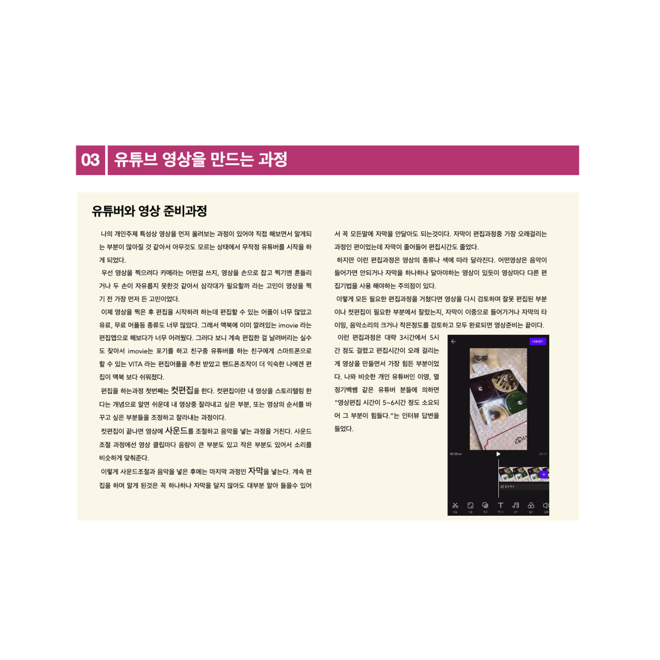 03 유튜브 영상을 만드는 과정
유튜버와 영상 준비과정
나의 개인주제 특성상 영상을 먼저 올려보는 과정이 있어야 직접 해보면서 알게되
는 부분이 많아질 것 같아서 아무것도 모르는 상태에서 무작정 유튜버를 시작을 하
게 되었다.
우선 영상을 찍으려다 카메라는 어떤걸 쓰지, 영상을 손으로 잡고 찍기엔 흔들리
거나 두 손이 자유롭지 못한것 같아서 삼각대가 필요할까 라는 고민이 영상을 찍
기 전 가장 먼저 든 고민이었다.
이제 영상을 찍은 후 편집을 시작하려 하는데 편집할 수 있는 어플이 너무 많았고
유료, 무료 어플등 종류도 너무 많았다. 그래서 맥북에 이미 깔려있는 imovie 라는
편집앱으로 해보다가 너무 어려웠다. 그러다 보니 계속 편집한 걸 날려버리는 실수
도 잦아서 imovie는 포기를 하고 친구중 유튜버를 하는 친구에게 스마트폰으로
할 수 있는 VITA 라는 편집어플을 추천 받았고 핸드폰조작이 더 익숙한 나에겐 편
집이 맥북 보다 쉬워졌다.
편집을 하는과정 첫번째는 컷편집을 한다. 컷편집이란 내 영상을 스토리텔링 한
다는 개념으로 알면 쉬운데 내 영상중 잘라내고 싶은 부분, 또는 영상의 순서를 바
꾸고 싶은 부분들을 조정하고 잘라내는 과정이다.
컷편집이 끝나면 영상에 사운드를 조절하고 음악을 넣는 과정을 거친다. 사운드
조절 과정에선 영상 클립마다 음량이 큰 부분도 있고 작은 부분도 있어서 소리를
비슷하게 맞춰준다.
이렇게 사운드조절과 음악을 넣은 후에는 마지막 과정인 자막을 넣는다. 계속 편
집을 하며 알게 된것은 꼭 하나하나 자막을 달지 않아도 대부분 알아 들을수 있어
서 꼭 모든말에 자막을 안달아도 되는것이다. 자막이 편집과정중 가장 오래걸리는
과정인 편이었는데 자막이 줄어들어 편집시간도 줄었다.
하지만 이런 편집과정은 영상의 종류나 색에 따라 달라진다. 어떤영상은 음악이
들어가면 안되거나 자막을 하나하나 달아야하는 영상이 있듯이 영상마다 다른 편
집기법을 사용 해야하는 주의점이 있다.
이렇게 모든 필요한 편집과정을 거쳤다면 영상을 다시 검토하며 잘못 편집된 부분
이나 컷편집이 필요한 부분에서 잘랐는지, 자막이 이중으로 들어가거나 자막의 타
이밍, 음악소리의 크기나 작은정도를 검토하고 모두 완료되면 영상준비는 끝이다.
이런 편집과정은 대략 3시간에서 5시
간 정도 걸렸고 편집시간이 오래 걸리는
게 영상을 만들면서 가장 힘든 부분이었
다. 나와 비슷한 개인 유튜버인 이영, 열
정기백쌤 같은 유튜버 분들에 의하면
"영상편집 시간이 5~6시간 정도 소요되
어 그 부분이 힘들다."는 인터뷰 답변을
들었다.